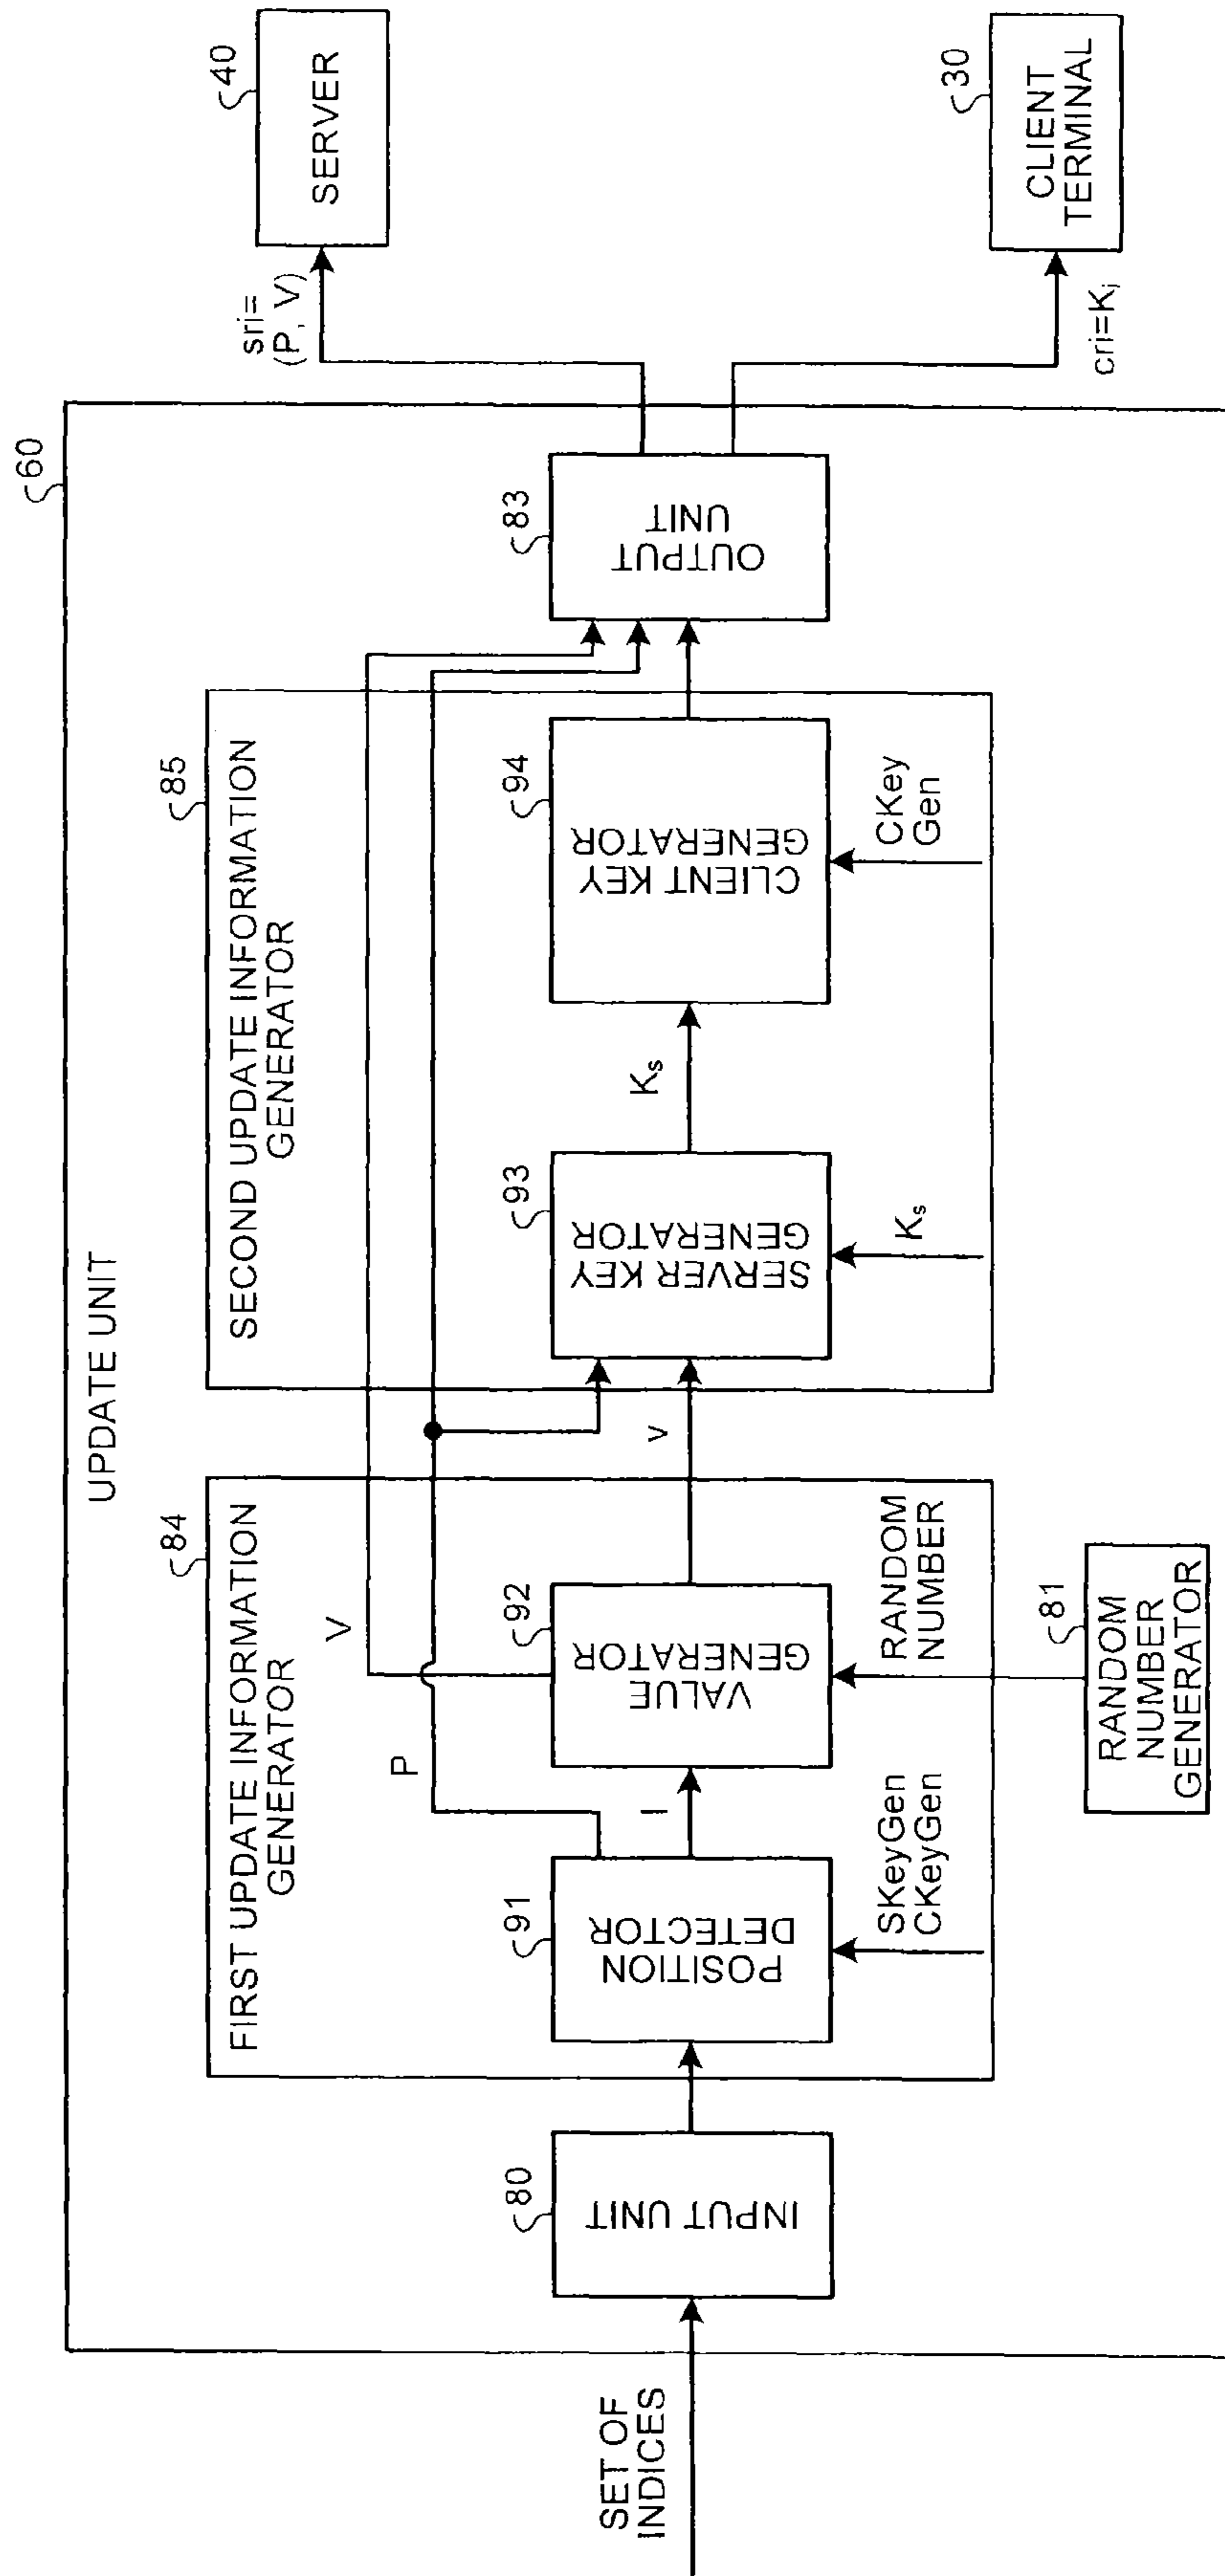 UPDATE UNIT
60
SET OF
INDICES
80
INPUT UNIT
84
FIRST UPDATE INFORMATION
GENERATOR
91
POSITION
DETECTOR
SKeyGen
CKeyGen
P
I
V
92
VALUE
GENERATOR
RANDOM
NUMBER
81
RANDOM
NUMBER
GENERATOR
v
85
SECOND UPDATE INFORMATION
GENERATOR
93
SERVER KEY
GENERATOR
Ks
Ks
94
CLIENT KEY
GENERATOR
CKey
Gen
83
OUTPUT
UNIT
sri=
(P, V)
40
SERVER
cri=Kj
30
CLIENT
TERMINAL